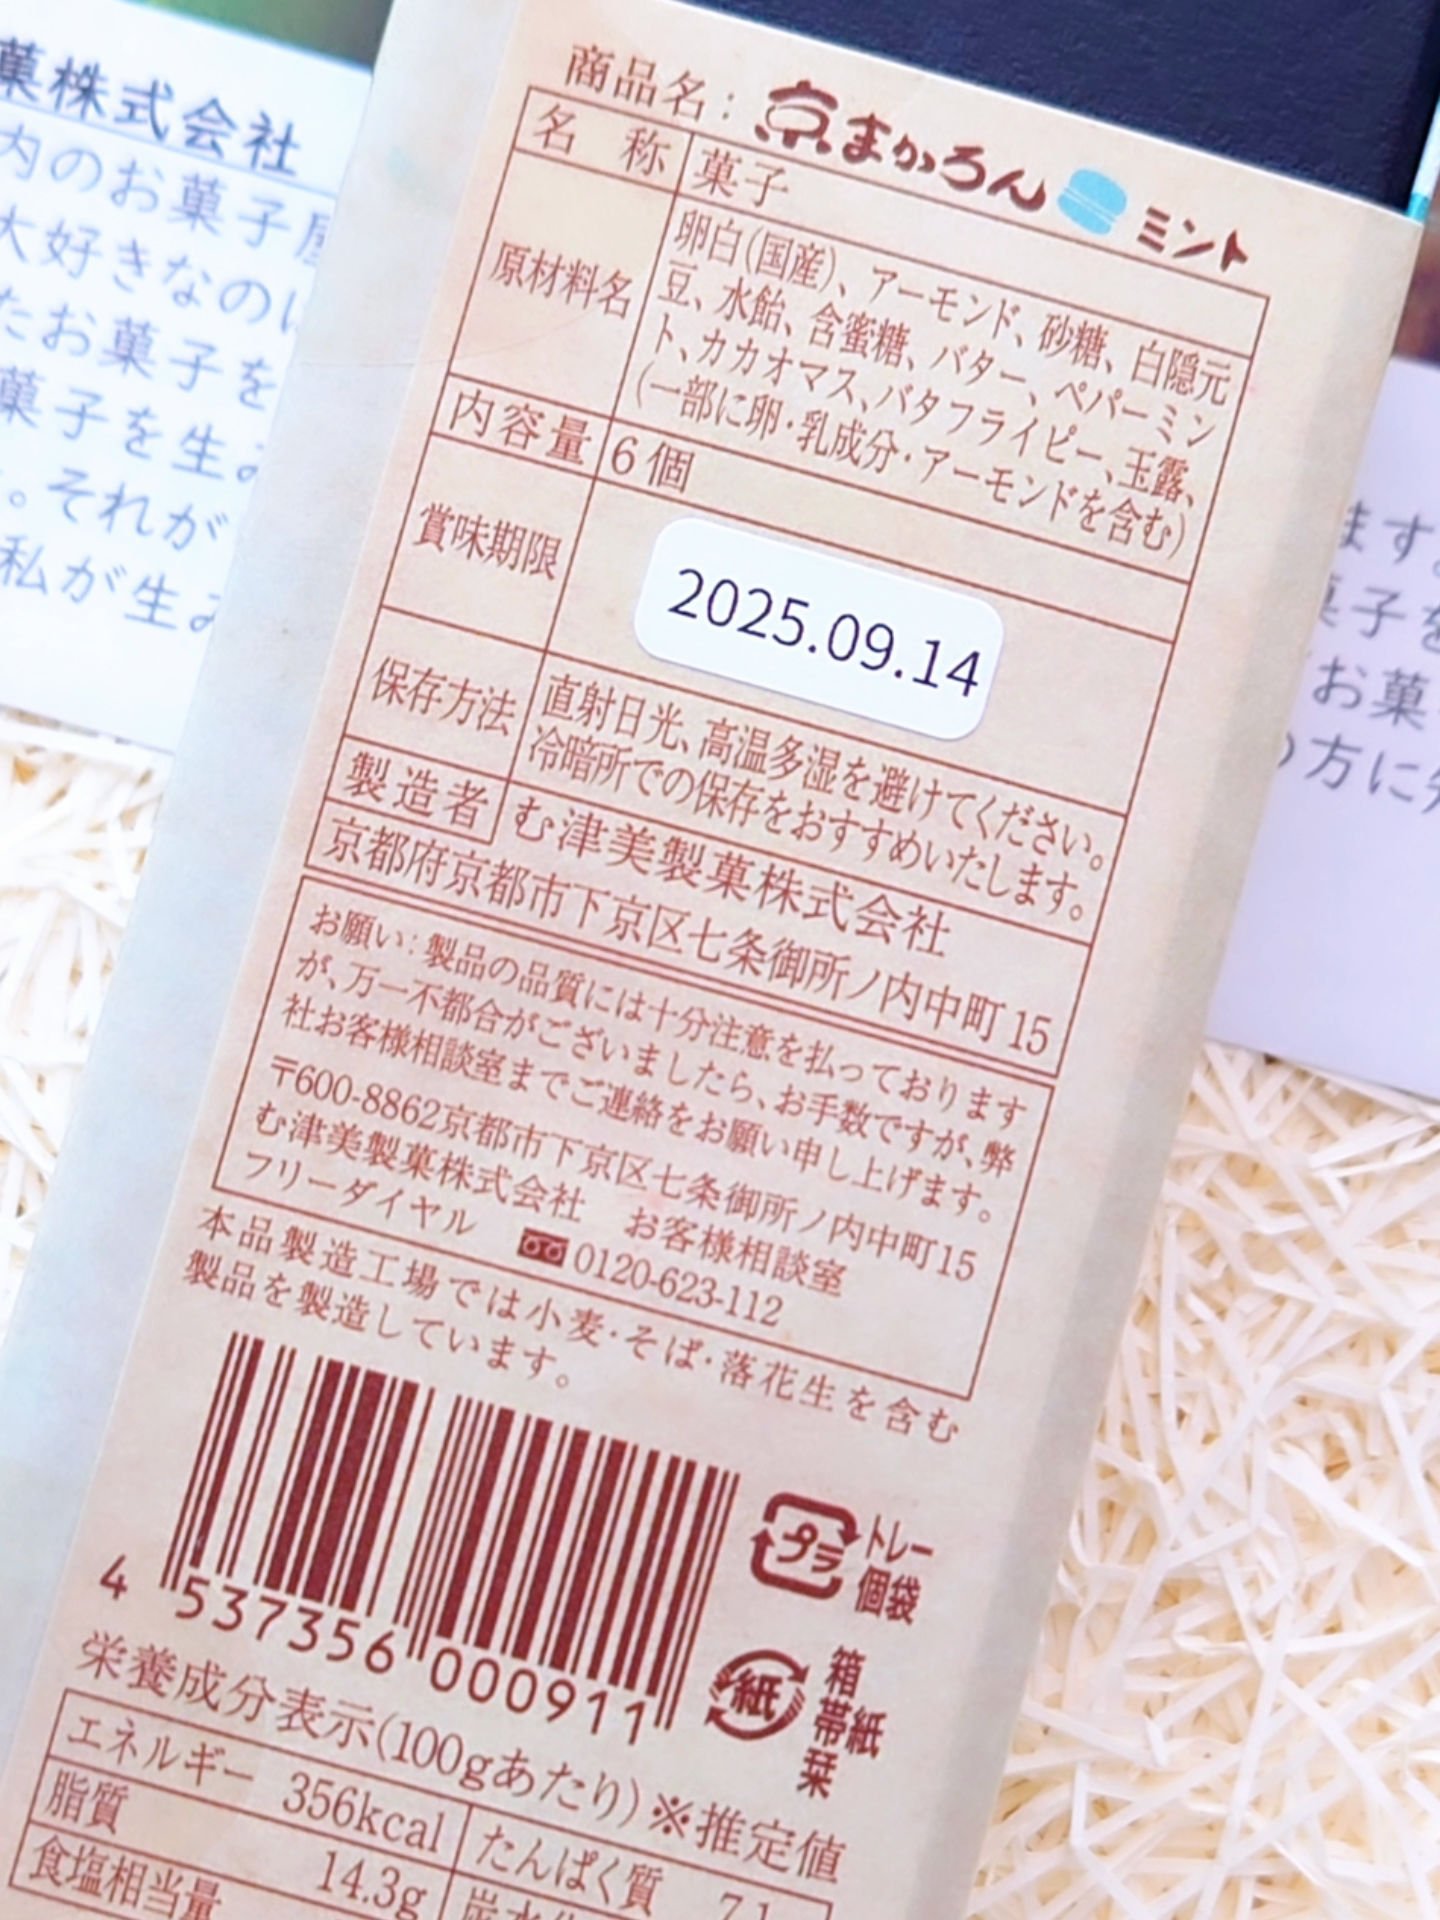 商品名：京まかろん ミント
名 称 菓子
原材料名 卵白(国産)、アーモンド、砂糖、白隠元
豆、水飴、含蜜糖、バター、ペパーミン
ト、カカオマス、バタフライピー、玉露、
(一部に卵・乳成分・アーモンドを含む)
内容量 6個
賞味期限 2025.09.14
保存方法 直射日光、高温多湿を避けてください。
冷暗所での保存をおすすめいたします。
製造者 む津美製菓株式会社
京都府京都市下京区七条御所ノ内中町15
お願い：製品の品質には十分注意を払っております
が、万一不都合がございましたら、お手数ですが、弊
社お客様相談室までご連絡をお願い申し上げます。
〒600-8862京都市下京区七条御所ノ内中町15
む津美製菓株式会社 お客様相談室
フリーダイヤル 0120-623-112
本品製造工場では小麦・そば・落花生を含む
製品を製造しています。
4 537356 000911
プラ トレー
個袋
紙 箱
帯紙
栞
栄養成分表示(100gあたり)※推定値
エネルギー 356kcal たんぱく質 7.1
脂質 14.3g
食塩相当量
菓株式会社
内のお菓子
大好きなの
たお菓子を
菓子を生み
。それが
私が生み
ます。
菓子を
お菓
方に